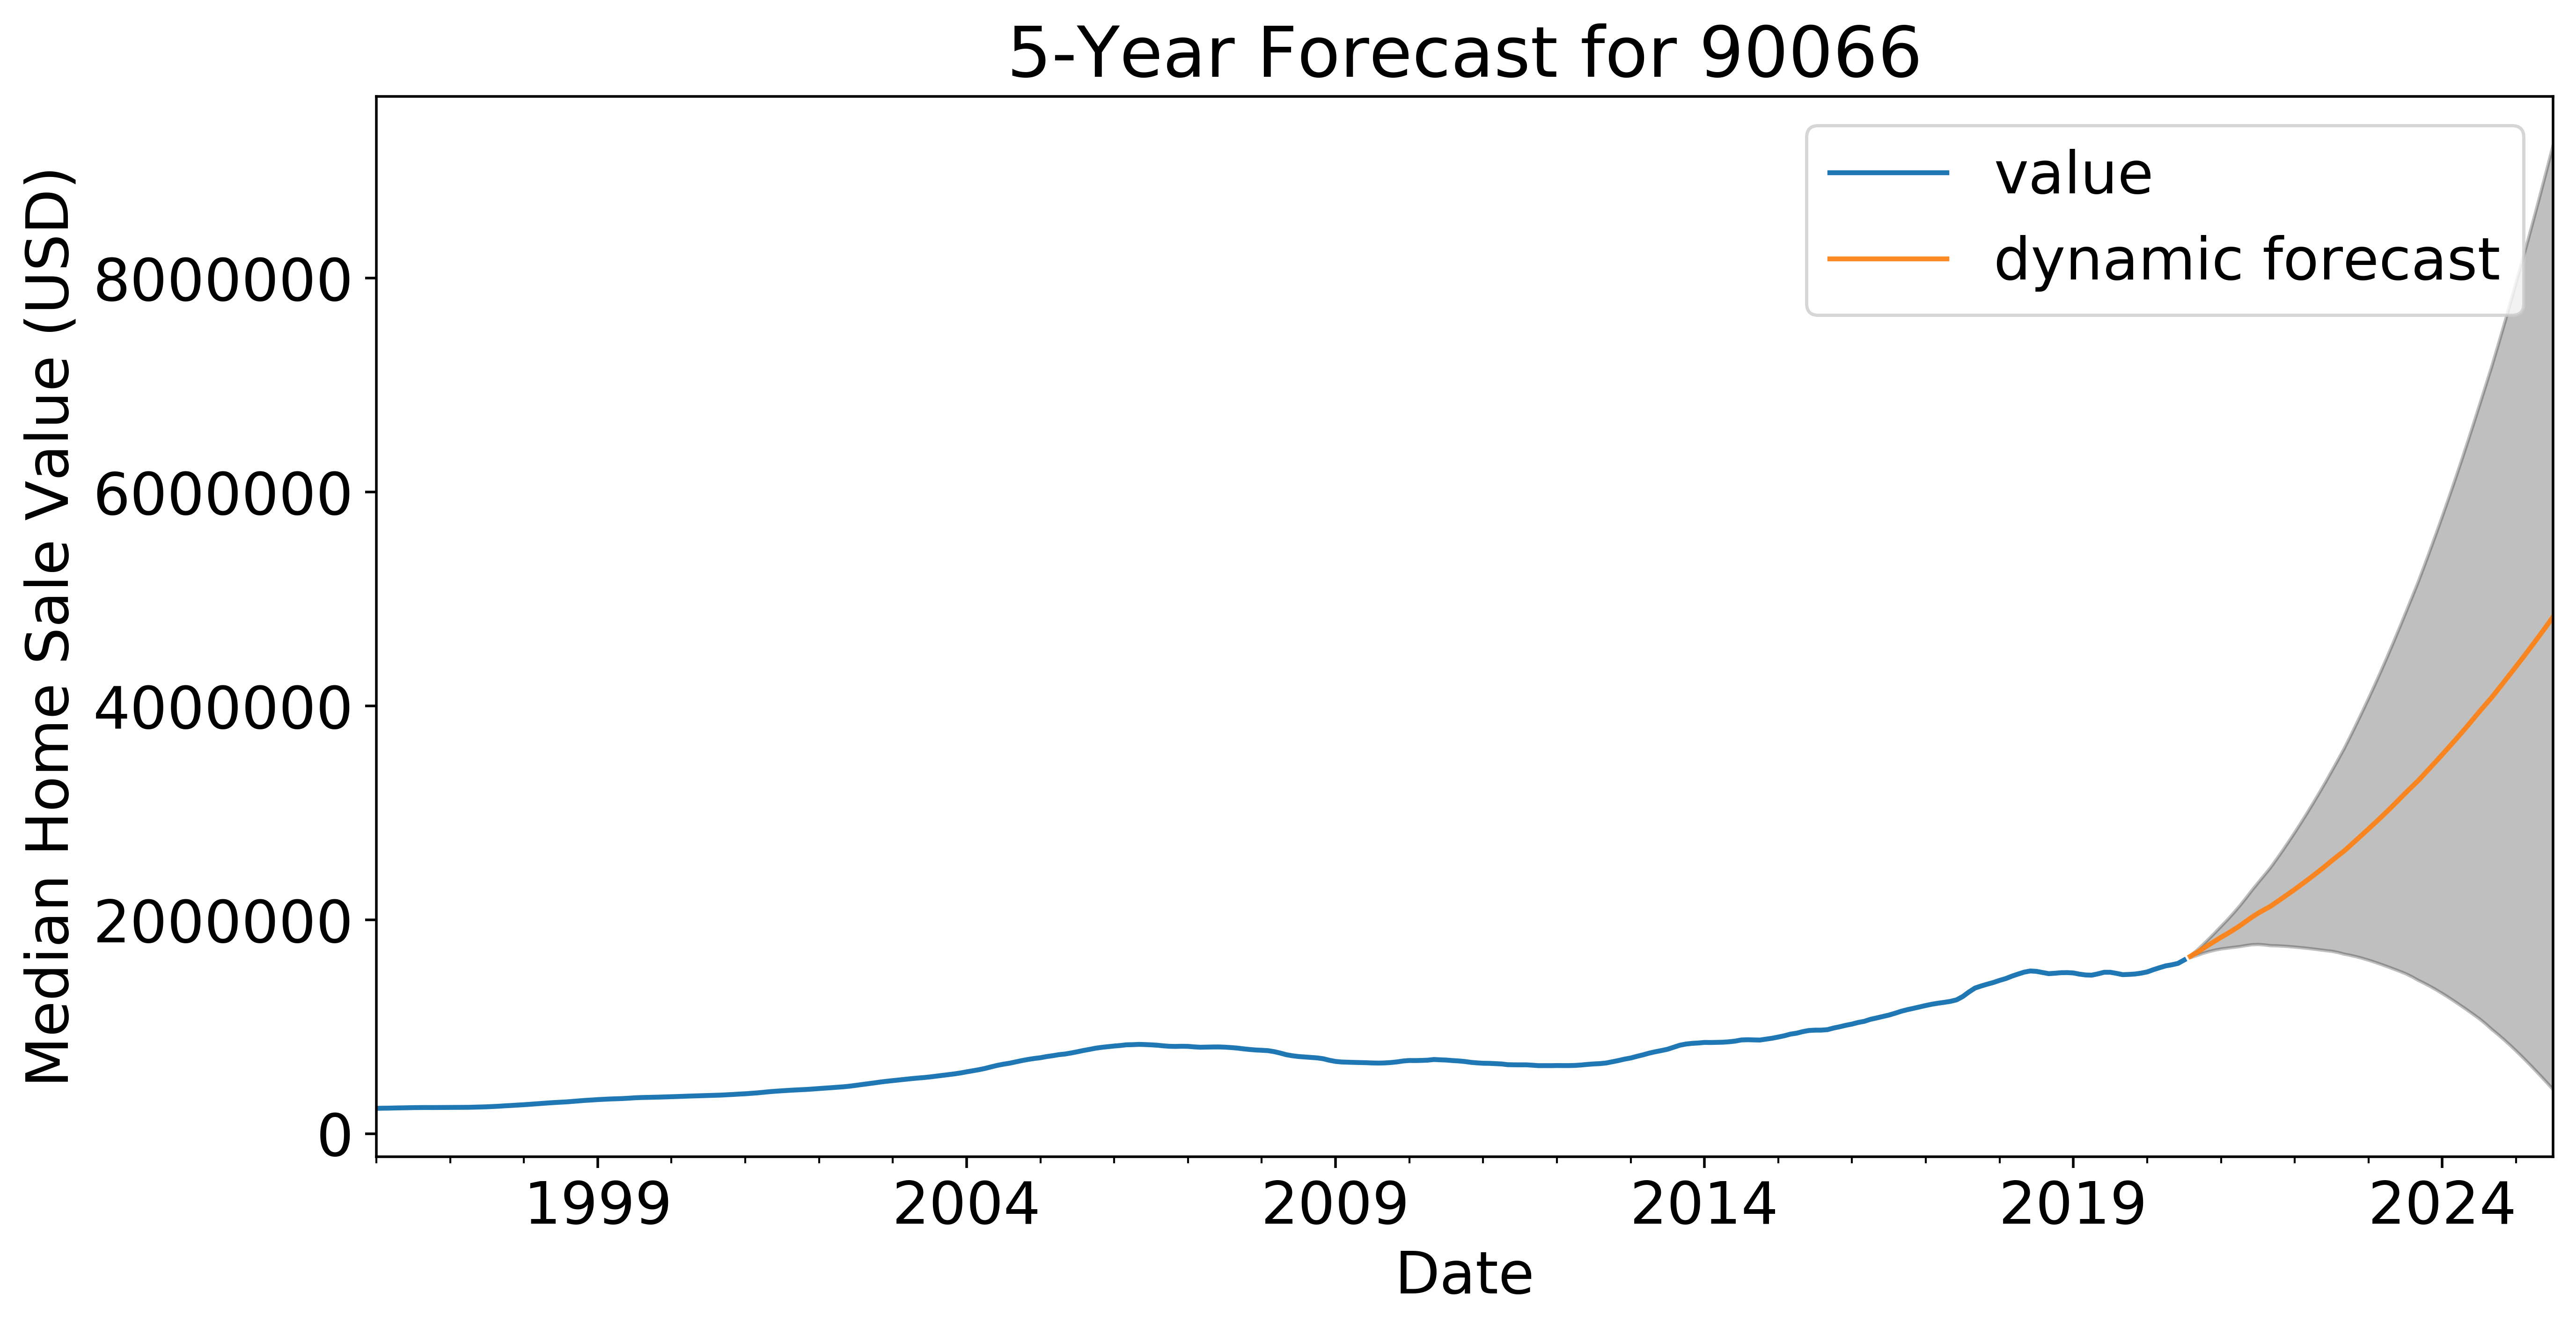 5-Year Forecast for 90066
value
dynamic forecast
Median Home Sale Value (USD)
8000000
6000000
4000000
2000000
0
1999 2004 2009 2014 2019 2024
Date